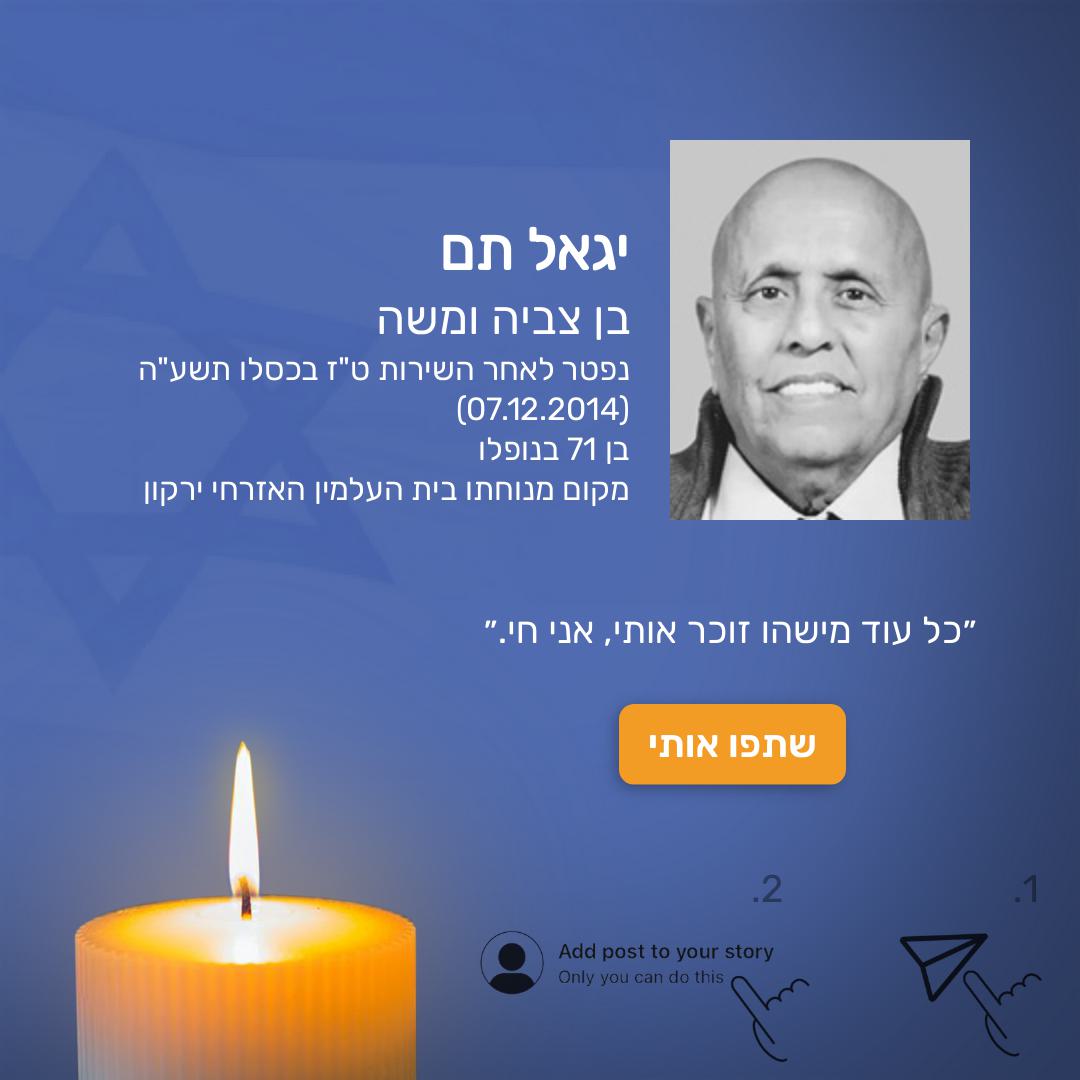 יגאל תם
בן צביה ומשה
נפטר לאחר השירות ט"ז בכסלו תשע"ה
(07.12.2014)
בן 71 בנופלו
מקום מנוחתו בית העלמין האזרחי ירקון
״כל עוד מישהו זוכר אותי, אני חי.״
שתפו אותי
.1
.2
Add post to your story
Only you can do this